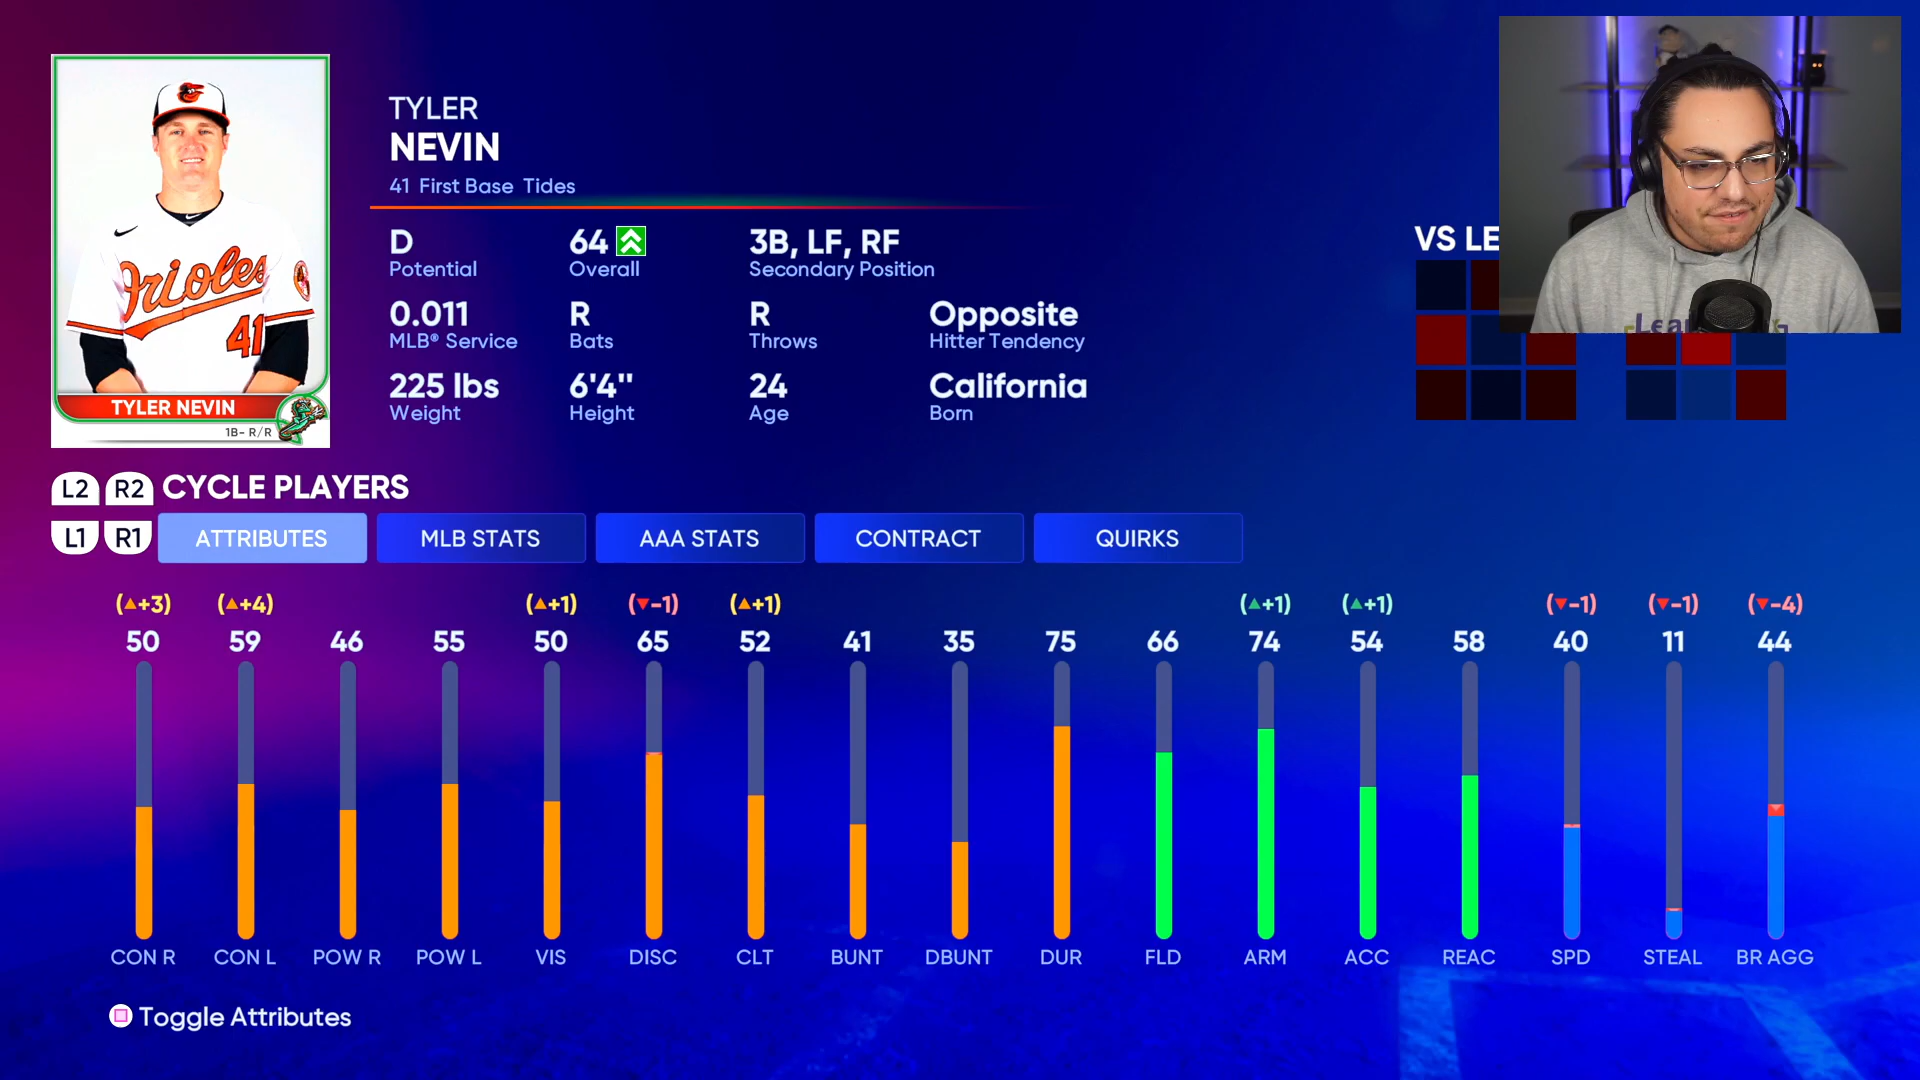 TYLER
NEVIN
41 First Base Tides
D
Potential
64
Overall
3B, LF, RF
Secondary Position
0.011
MLB® Service
R
Bats
R
Throws
Opposite
Hitter Tendency
225 lbs
Weight
6'4''
Height
24
Age
California
Born
Orioles
41
TYLER NEVIN
1B- R/R
VS LE
L2 R2 CYCLE PLAYERS
L1 R1 ATTRIBUTES MLB STATS AAA STATS CONTRACT QUIRKS
(▲+3) (▲+4) (▲+1) (▼-1) (▲+1) (▲+1) (▲+1) (▼-1) (▼-1) (▼-4)
50 59 46 55 50 65 52 41 35 75 66 74 54 58 40 11 44
CON R CON L POW R POW L VIS DISC CLT BUNT DBUNT DUR FLD ARM ACC REAC SPD STEAL BR AGG
Toggle Attributes